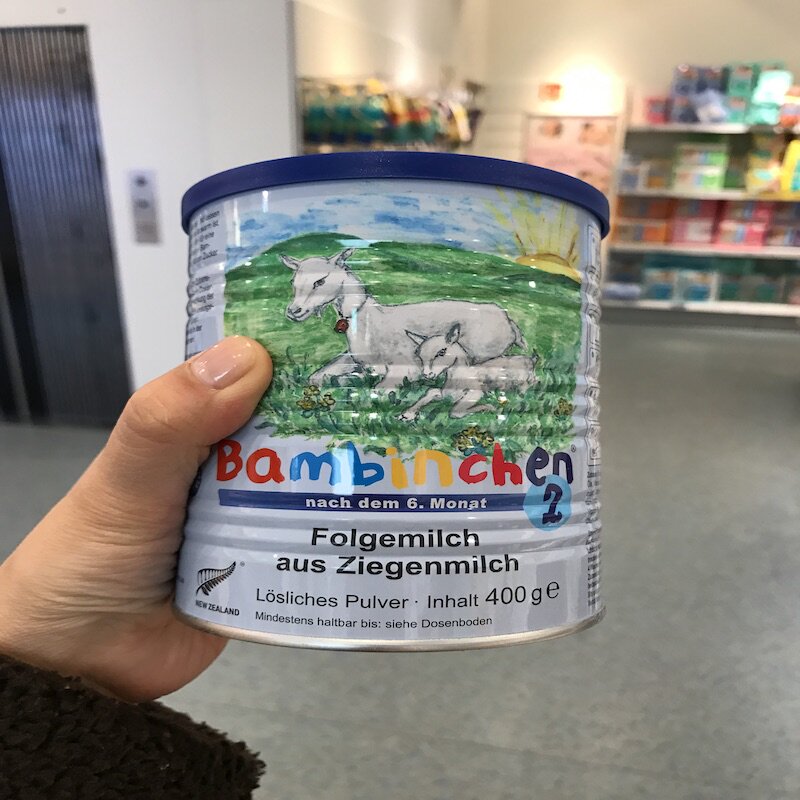 Bambinchen®
2
nach dem 6. Monat
Folgemilch
aus Ziegenmilch
NEW ZEALAND
Lösliches Pulver · Inhalt 400 g e
Mindestens haltbar bis: siehe Dosenboden